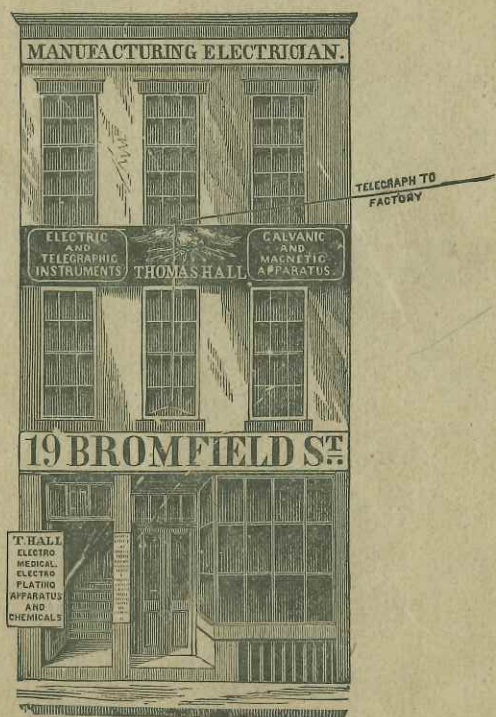 MANUFACTURING ELECTRICIAN.
TELEGRAPH TO
FACTORY
ELECTRIC
AND
TELEGRAPHIC
INSTRUMENTS
THOMAS HALL
GALVANIC
AND
MAGNETIC
APPARATUS.
19 BROMFIELD ST.
T. HALL
ELECTRO
MEDICAL,
ELECTRO
PLATING
APPARATUS
AND
CHEMICALS